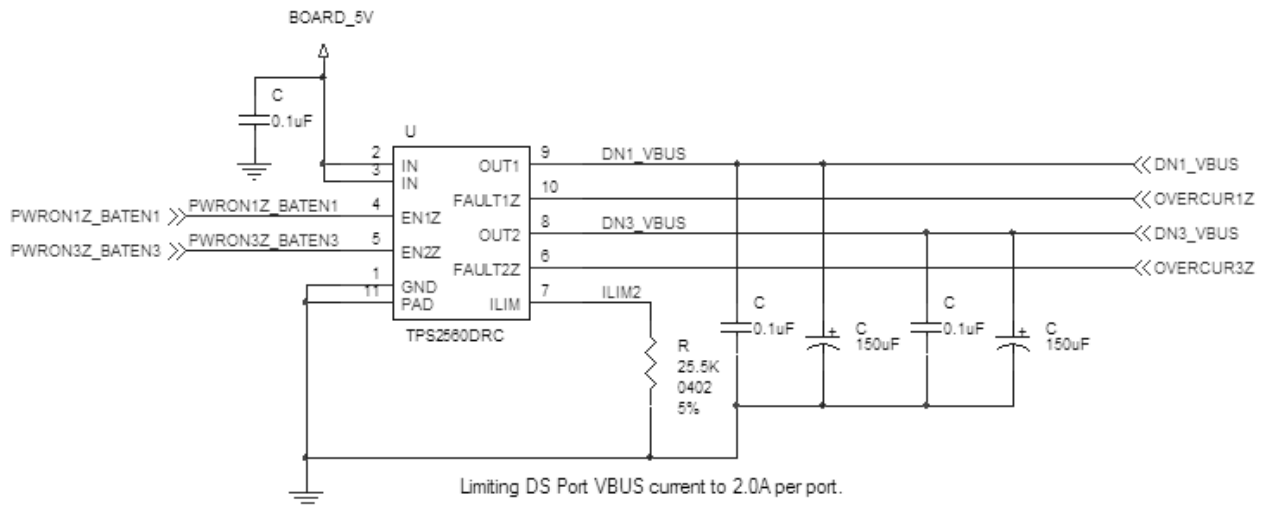 BOARD_5V
C
0.1uF
U
2 IN OUT1 9 DN1_VBUS DN1_VBUS
3 IN
10
FAULT1Z OVERCUR1Z
PWRON1Z_BATEN1 PWRON1Z_BATEN1 4 EN1Z
OUT2 8 DN3_VBUS DN3_VBUS
PWRON3Z_BATEN3 PWRON3Z_BATEN3 5 EN2Z
FAULT2Z 6 OVERCUR3Z
1 GND
11 PAD ILIM 7 ILIM2
TPS2560DRC
C
0.1uF
C
150uF
C
0.1uF
C
150uF
+
+
R
25.5K
0402
5%
Limiting DS Port VBUS current to 2.0A per port.